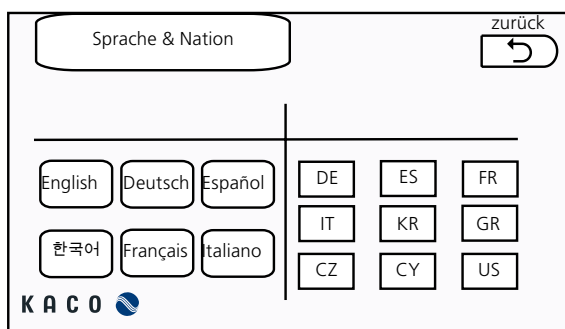 Sprache & Nation
zurück
English Deutsch Español
DE ES FR
IT KR GR
한국어 Français Italiano
CZ CY US
KACO